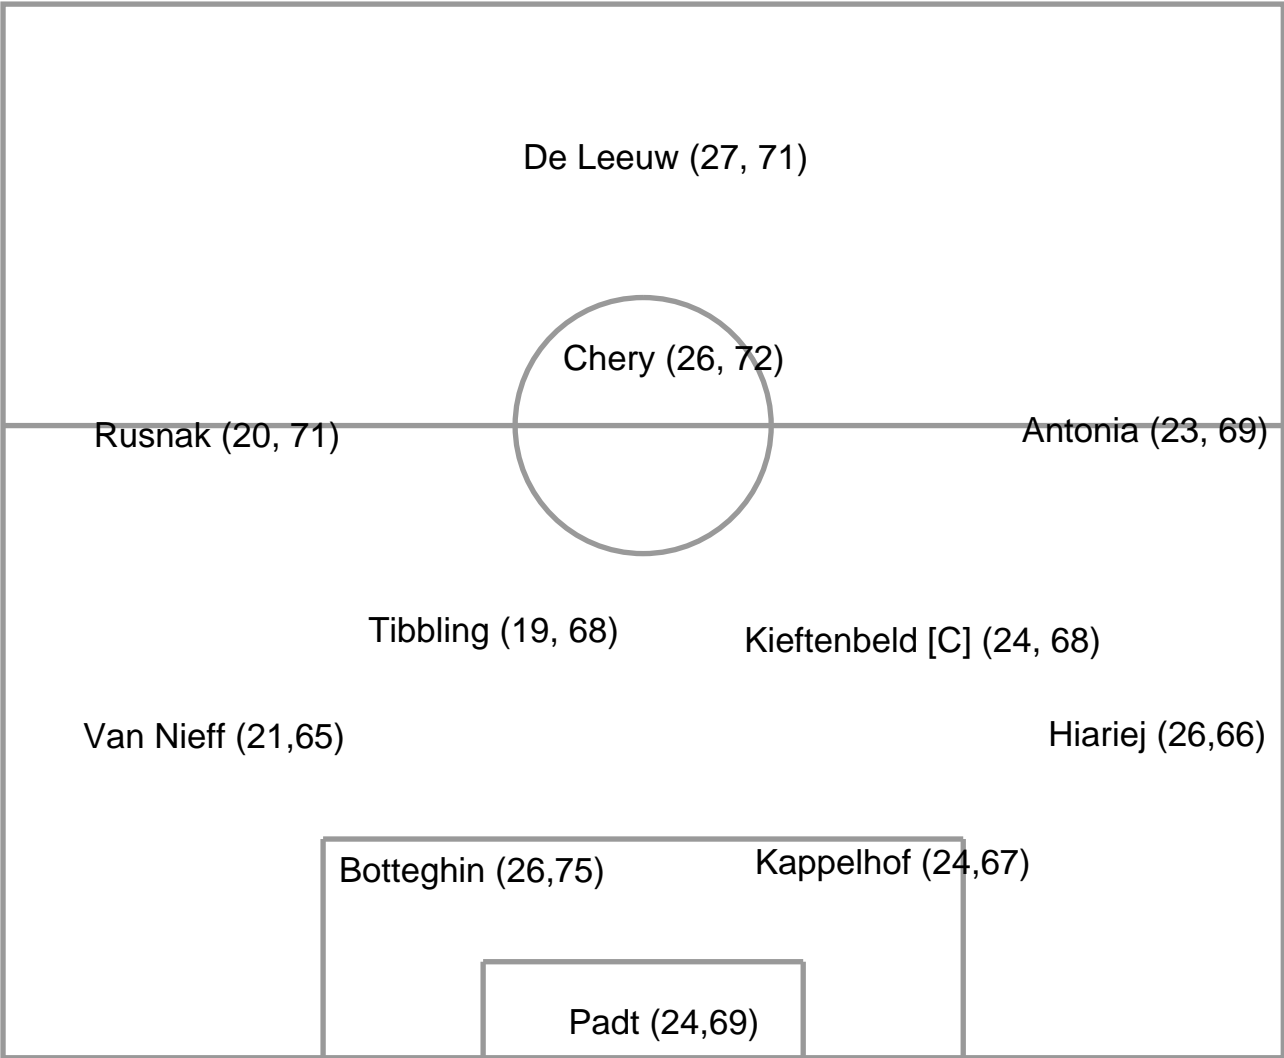 De Leeuw (27, 71)
Chery (26, 72)
Rusnak (20, 71)
Antonia (23, 69)
Tibbling (19, 68)
Kieftenbeld [C] (24, 68)
Van Nieff (21,65)
Hiariej (26,66)
Botteghin (26,75)
Kappelhof (24,67)
Padt (24,69)